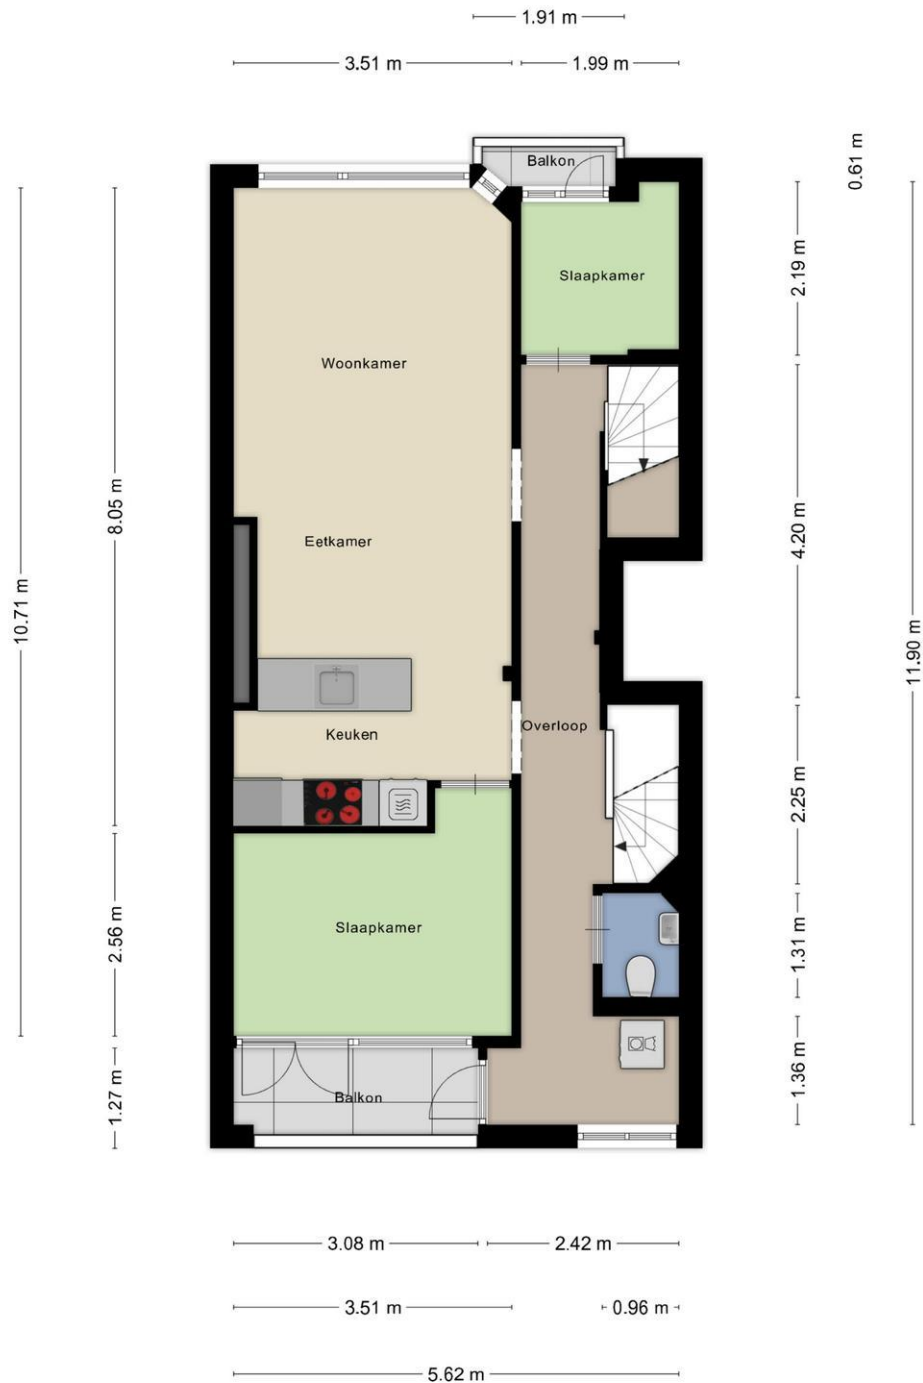 1.91 m
3.51 m
1.99 m
Balkon
0.61 m
Slaapkamer
2.19 m
Woonkamer
8.05 m
Eetkamer
4.20 m
10.71 m
11.90 m
Overloop
Keuken
2.25 m
Slaapkamer
2.56 m
1.31 m
1.36 m
Balkon
1.27 m
3.08 m
2.42 m
3.51 m
0.96 m
5.62 m